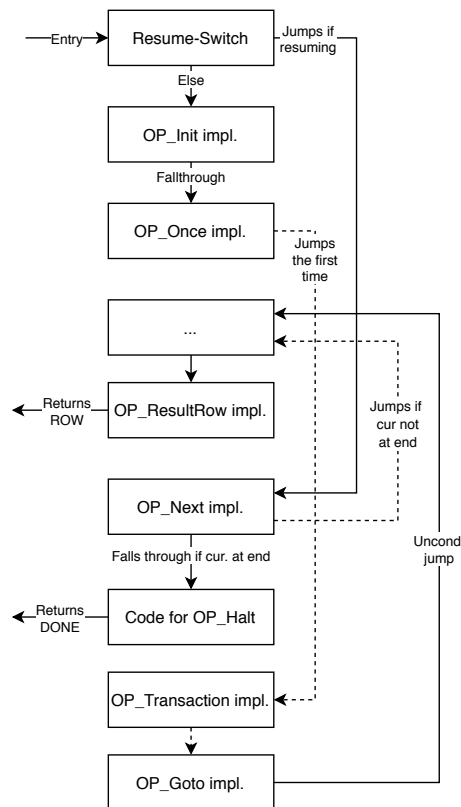 Entry
Resume-Switch
Jumps if
resuming
Else
OP_Init impl.
Fallthrough
OP_Once impl.
Jumps
the first
time
...
Returns
ROW
OP_ResultRow impl.
Jumps if
cur not
at end
OP_Next impl.
Uncond
jump
Falls through if cur. at end
Returns
DONE
Code for OP_Halt
OP_Transaction impl.
OP_Goto impl.